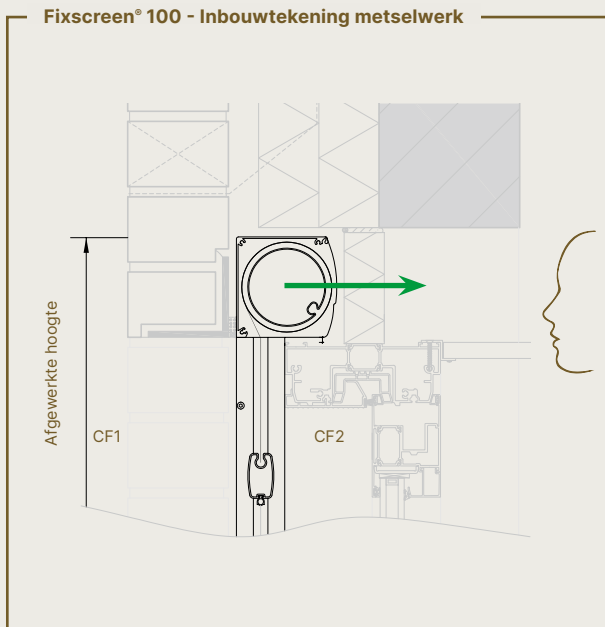 Fixscreen® 100 - Inbouwtekening metselwerk
Afgewerkte hoogte
CF1
CF2